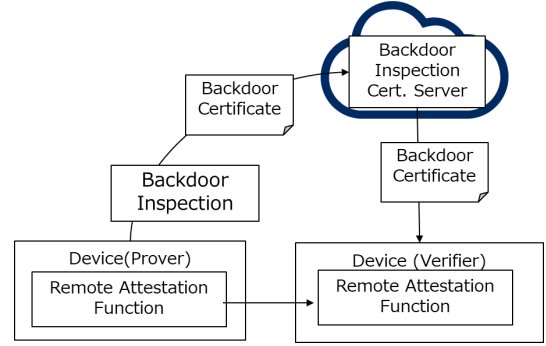 Backdoor
Inspection
Cert. Server
Backdoor
Certificate
Backdoor
Certificate
Backdoor
Inspection
Device(Prover)
Remote Attestation
Function
Device (Verifier)
Remote Attestation
Function